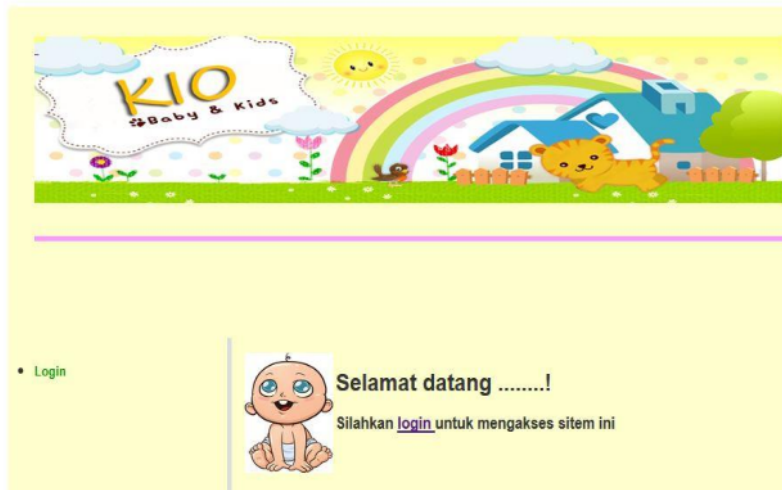 KIO
Baby & Kids
Login
Selamat datang ........!
Silahkan login untuk mengakses sitem ini